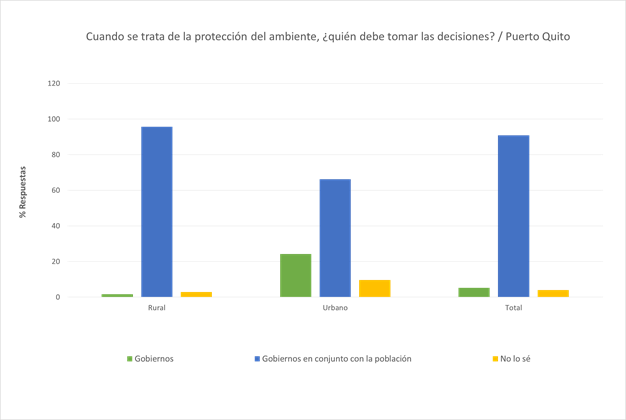 Cuando se trata de la protección del ambiente, ¿quién debe tomar las decisiones? / Puerto Quito
120
100
80
60
40
20
0
% Respuestas
Rural
Urbano
Total
Gobiernos
Gobiernos en conjunto con la población
No lo sé